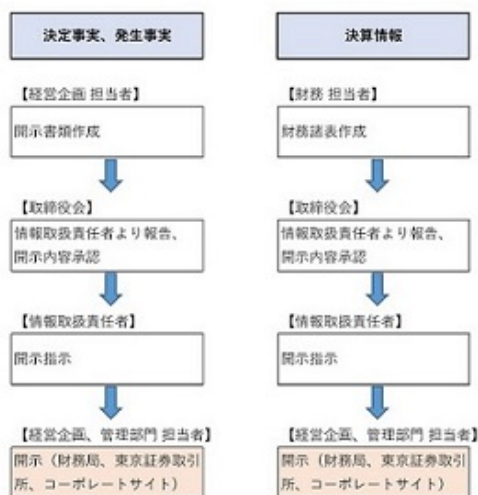 決定事実、発生事実
【経営企画 担当者】
開示書類作成
【取締役会】
情報取扱責任者より報告、
開示内容承認
【情報取扱責任者】
開示指示
【経営企画、管理部門 担当者】
開示（財務局、東京証券取引
所、コーポレートサイト）
決算情報
【財務 担当者】
財務諸表作成
【取締役会】
情報取扱責任者より報告、
開示内容承認
【情報取扱責任者】
開示指示
【経営企画、管理部門 担当者】
開示（財務局、東京証券取引
所、コーポレートサイト）